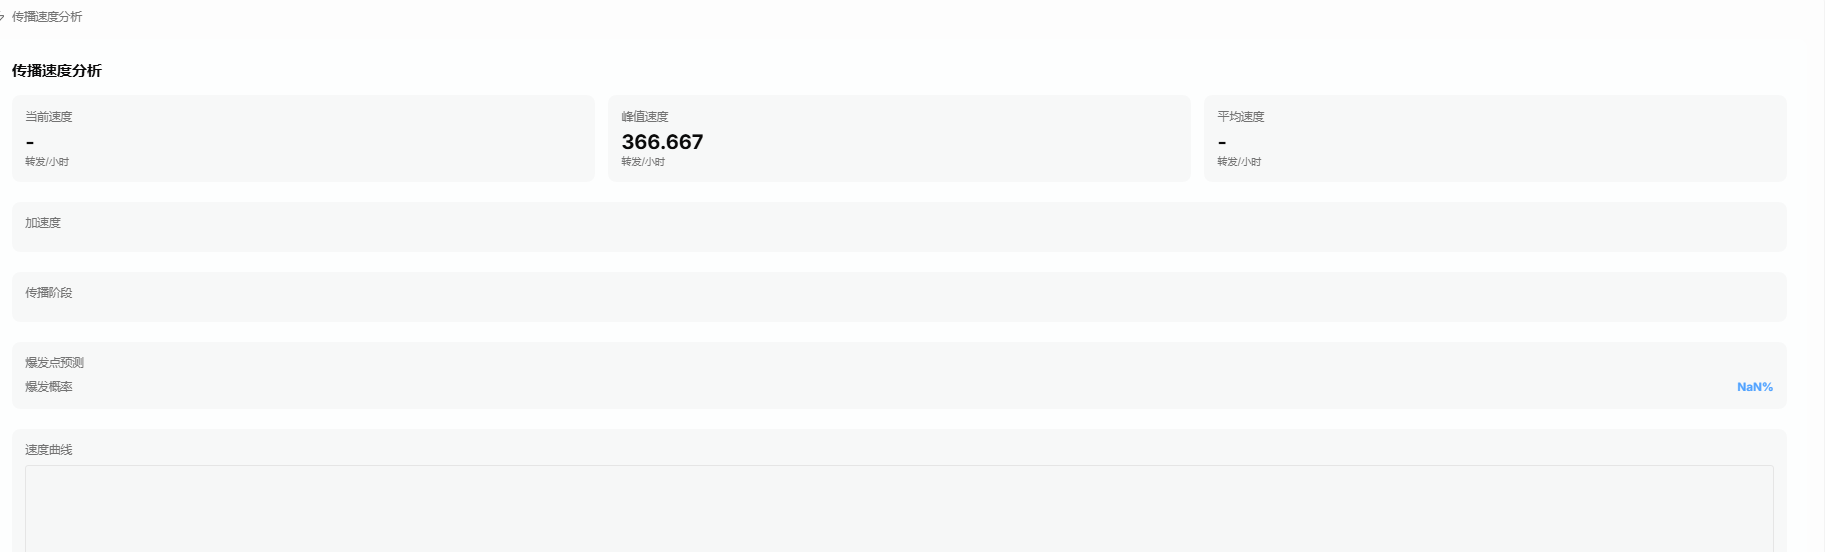 传播速度分析
传播速度分析
当前速度
-
转发/小时
峰值速度
366.667
转发/小时
平均速度
-
转发/小时
加速度
传播阶段
爆发点预测
爆发概率 NaN%
速度曲线